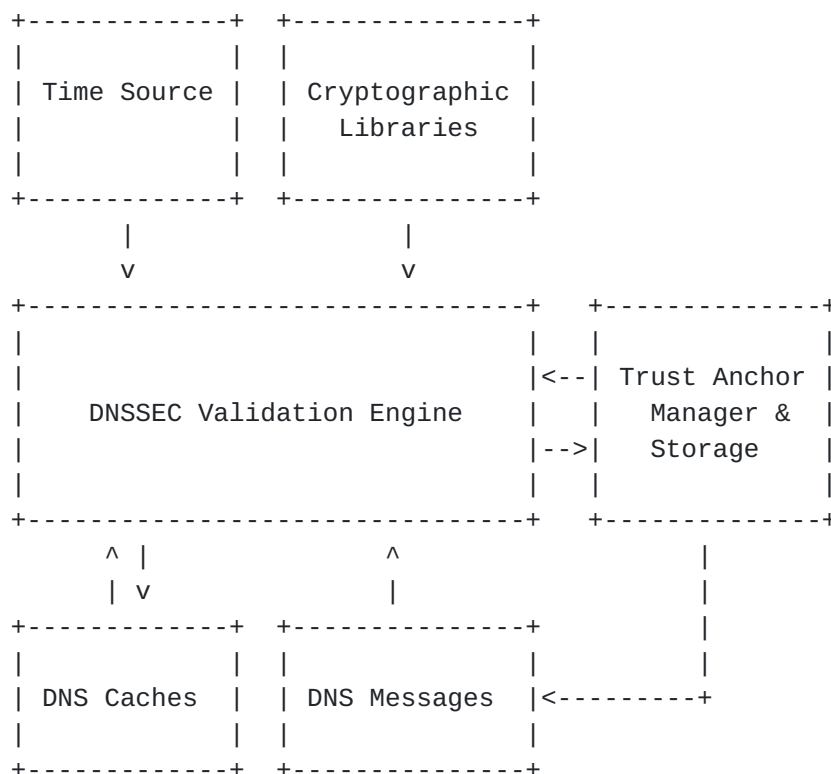 +-------------+  +---------------+
|             |  |               |
| Time Source |  | Cryptographic |
|             |  |   Libraries   |
|             |  |               |
+-------------+  +---------------+
       |                 |
       v                 v
+--------------------------------+   +--------------+
|                                |   |              |
|                                |<--| Trust Anchor |
|    DNSSEC Validation Engine    |   |   Manager &  |
|                                |-->|   Storage    |
|                                |   |              |
+--------------------------------+   +--------------+
      ^ |               ^                   |
      | v               |                   |
+-------------+  +---------------+          |
|             |  |               |          |
| DNS Caches  |  | DNS Messages  |<---------+
|             |  |               |
+-------------+  +---------------+